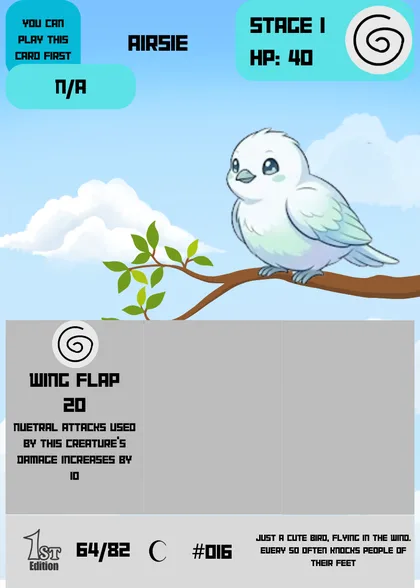 YOU CAN
PLAY THIS
CARD FIRST
AIRSIE
STAGE 1
HP: 40
N/A
WING FLAP
20
NUETRAL ATTACKS USED
BY THIS CREATURE'S
DAMAGE INCREASES BY
10
1ST
Edition
64/82
#016
JUST A CUTE BIRD, FLYING IN THE WIND.
EVERY SO OFTEN KNOCKS PEOPLE OF
THEIR FEET